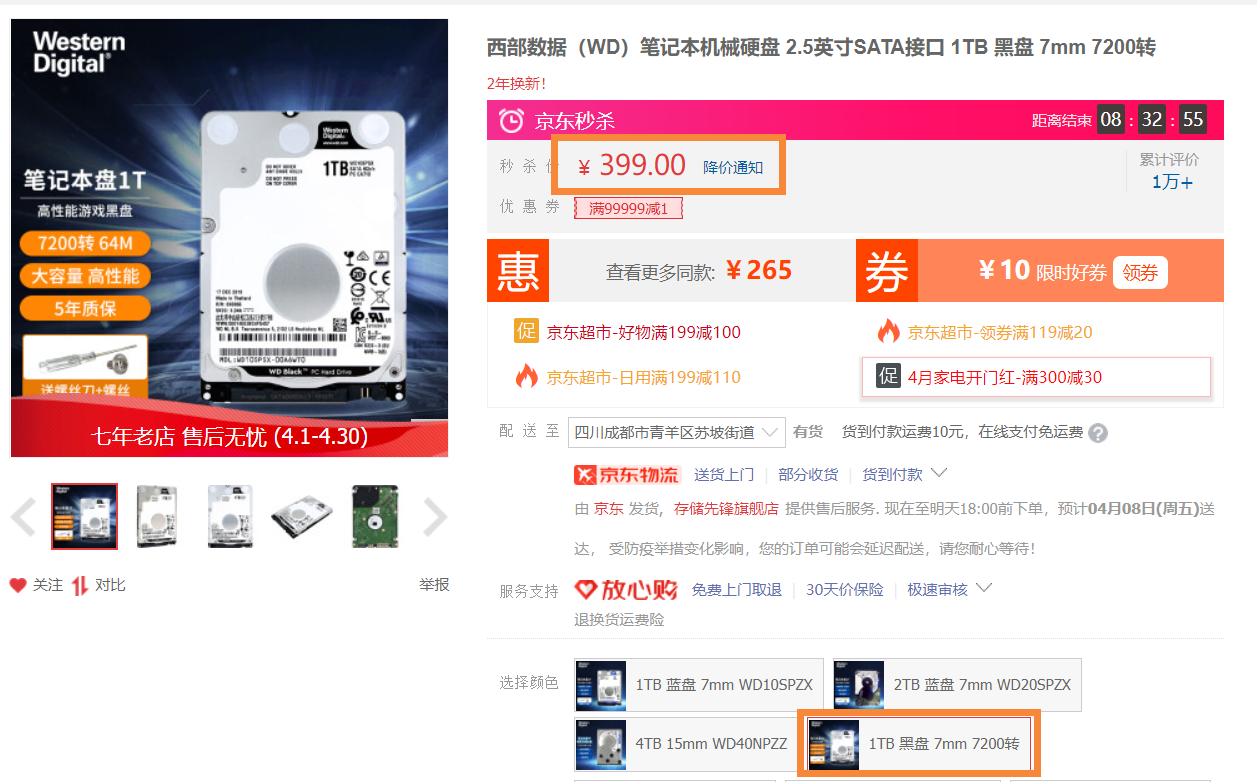 西部数据（WD）笔记本机械硬盘 2.5英寸SATA接口 1TB 黑盘 7mm 7200转
2年换新！
京东秒杀
距离结束 08 : 32 : 55
秒 杀 价
¥ 399.00 降价通知
累计评价
1万+
优 惠 券
满99999减1
惠
查看更多同款: ¥265
券
¥10 限时好券 领券
促 京东超市-好物满199减100
京东超市-领券满119减20
京东超市-日用满199减110
促 4月家电开门红-满300减30
配 送 至
四川成都市青羊区苏坡街道
有货 货到付款运费10元，在线支付免运费 ?
京东物流 送货上门 部分收货 货到付款
由 京东 发货，存储先锋旗舰店 提供售后服务. 现在至明天18:00前下单，预计04月08日(周五)送
达， 受防疫举措变化影响，您的订单可能会延迟配送，请您耐心等待！
服务支持
放心购 免费上门取退 30天价保险 极速审核
退换货运费险
选择颜色
1TB 蓝盘 7mm WD10SPZX
2TB 蓝盘 7mm WD20SPZX
4TB 15mm WD40NPZZ
1TB 黑盘 7mm 7200转
Western
Digital
笔记本盘1T
高性能游戏黑盘
7200转 64M
大容量 高性能
5年质保
送螺丝刀+螺丝
七年老店 售后无忧 (4.1-4.30)
Western
Digital
1TB
WD Black™ PC Hard Drive
关注
对比
举报